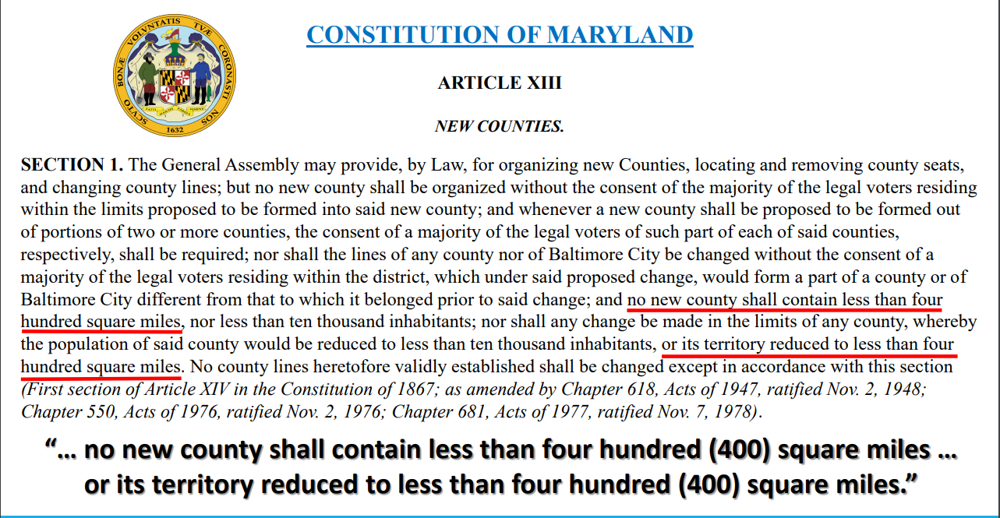 CONSTITUTION OF MARYLAND
SCVTO BONÆ VOLVNTATIS TVÆ CORONASTI NOS
1632
ARTICLE XIII
NEW COUNTIES.
SECTION 1. The General Assembly may provide, by Law, for organizing new Counties, locating and removing county seats,
and changing county lines; but no new county shall be organized without the consent of the majority of the legal voters residing
within the limits proposed to be formed into said new county; and whenever a new county shall be proposed to be formed out
of portions of two or more counties, the consent of a majority of the legal voters of such part of each of said counties,
respectively, shall be required; nor shall the lines of any county nor of Baltimore City be changed without the consent of a
majority of the legal voters residing within the district, which under said proposed change, would form a part of a county or of
Baltimore City different from that to which it belonged prior to said change; and no new county shall contain less than four
hundred square miles, nor less than ten thousand inhabitants; nor shall any change be made in the limits of any county, whereby
the population of said county would be reduced to less than ten thousand inhabitants, or its territory reduced to less than four
hundred square miles. No county lines heretofore validly established shall be changed except in accordance with this section
(First section of Article XIV in the Constitution of 1867; as amended by Chapter 618, Acts of 1947, ratified Nov. 2, 1948;
Chapter 550, Acts of 1976, ratified Nov. 2, 1976; Chapter 681, Acts of 1977, ratified Nov. 7, 1978).
“… no new county shall contain less than four hundred (400) square miles …
or its territory reduced to less than four hundred (400) square miles.”